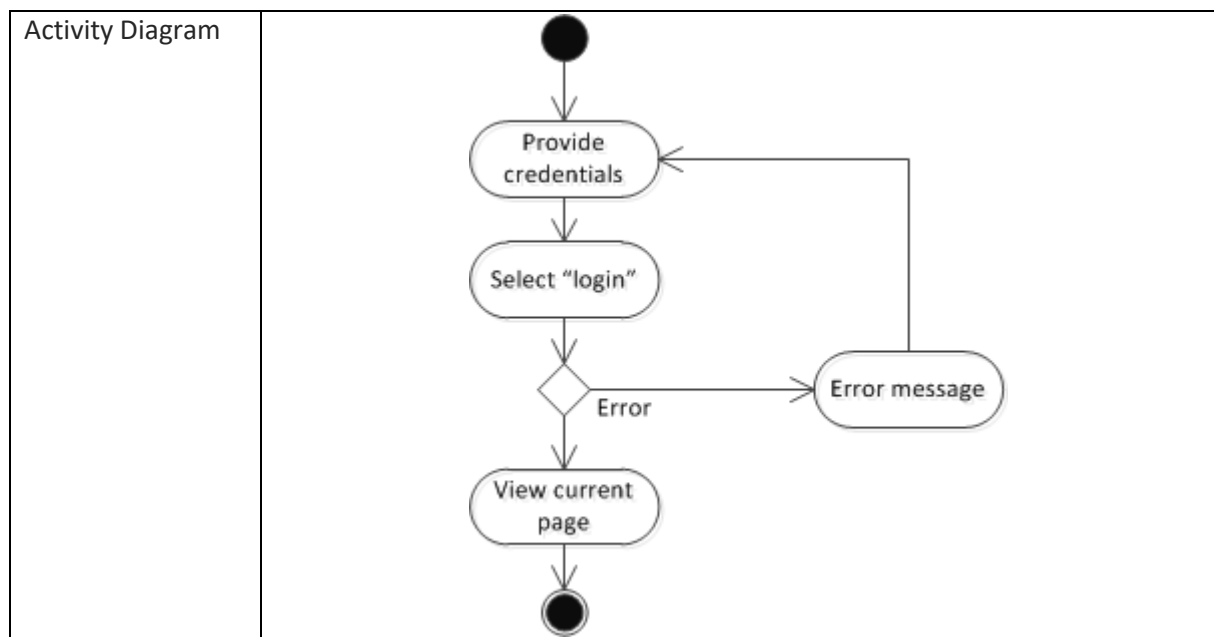 Activity Diagram
Provide
credentials
Select “login”
Error
Error message
View current
page